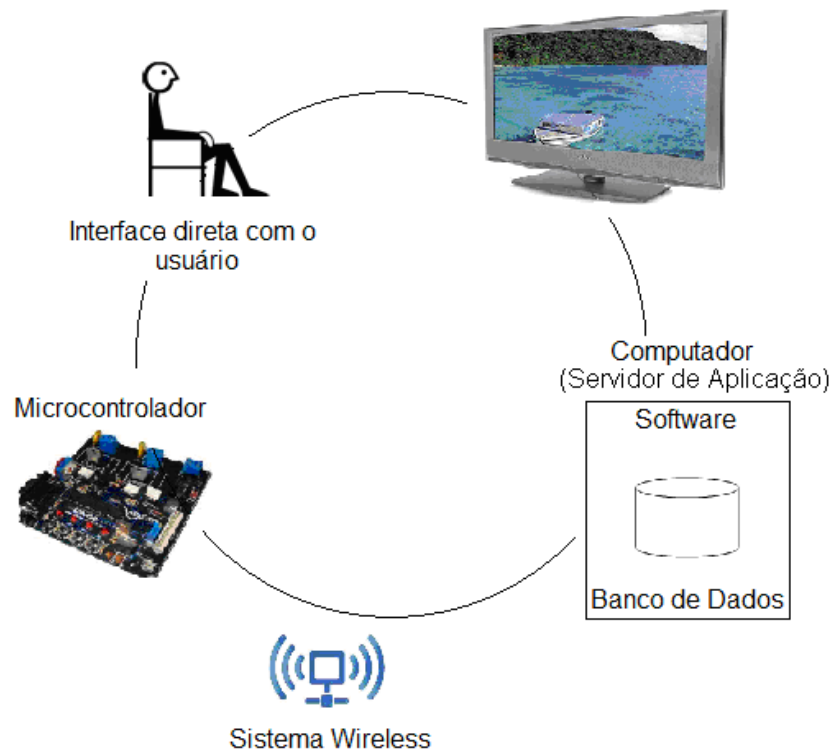 Interface direta com o
usuário
Computador
(Servidor de Aplicação)
Microcontrolador
Software
Banco de Dados
Sistema Wireless